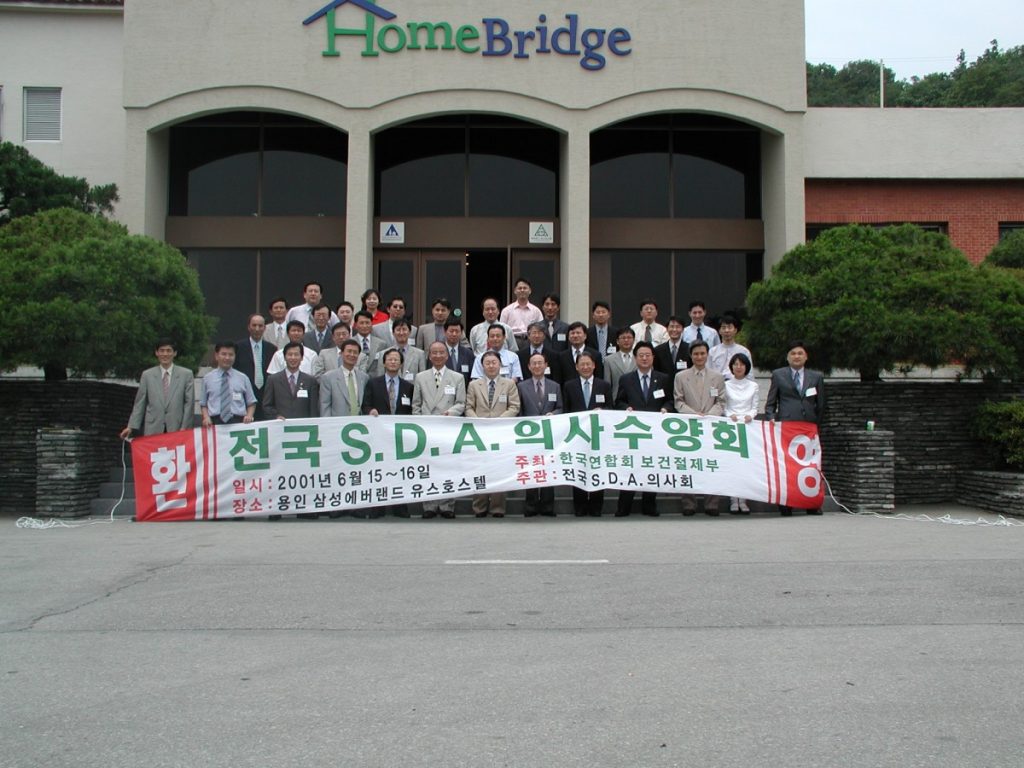 HomeBridge
환 영
전국 S.D.A. 의사수양회
일시 : 2001년 6월 15~16일
장소 : 용인 삼성에버랜드 유스호스텔
주최 : 한국연합회 보건절제부
주관 : 전국 S.D.A. 의사회